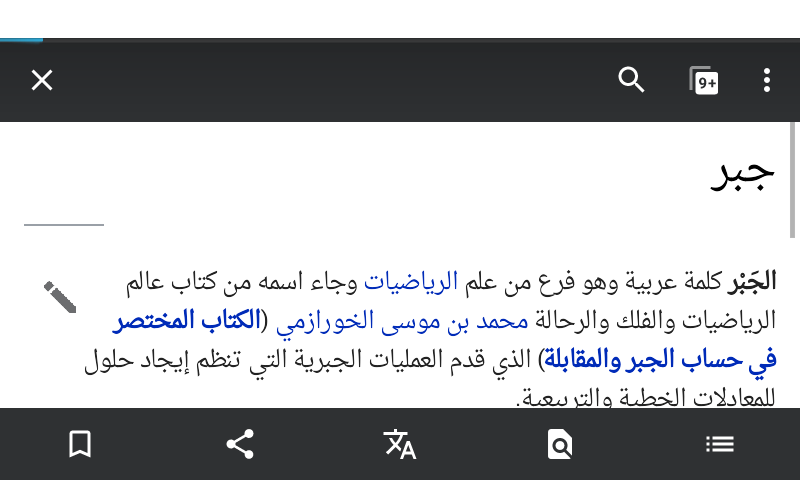 9+
جبر
الجَبْر كلمة عربية وهو فرع من علم الرياضيات وجاء اسمه من كتاب عالم
الرياضيات والفلك والرحالة محمد بن موسى الخورازمي (الكتاب المختصر
في حساب الجبر والمقابلة) الذي قدم العمليات الجبرية التي تنظم إيجاد حلول
للمعادلات الخطية والتربيعية.